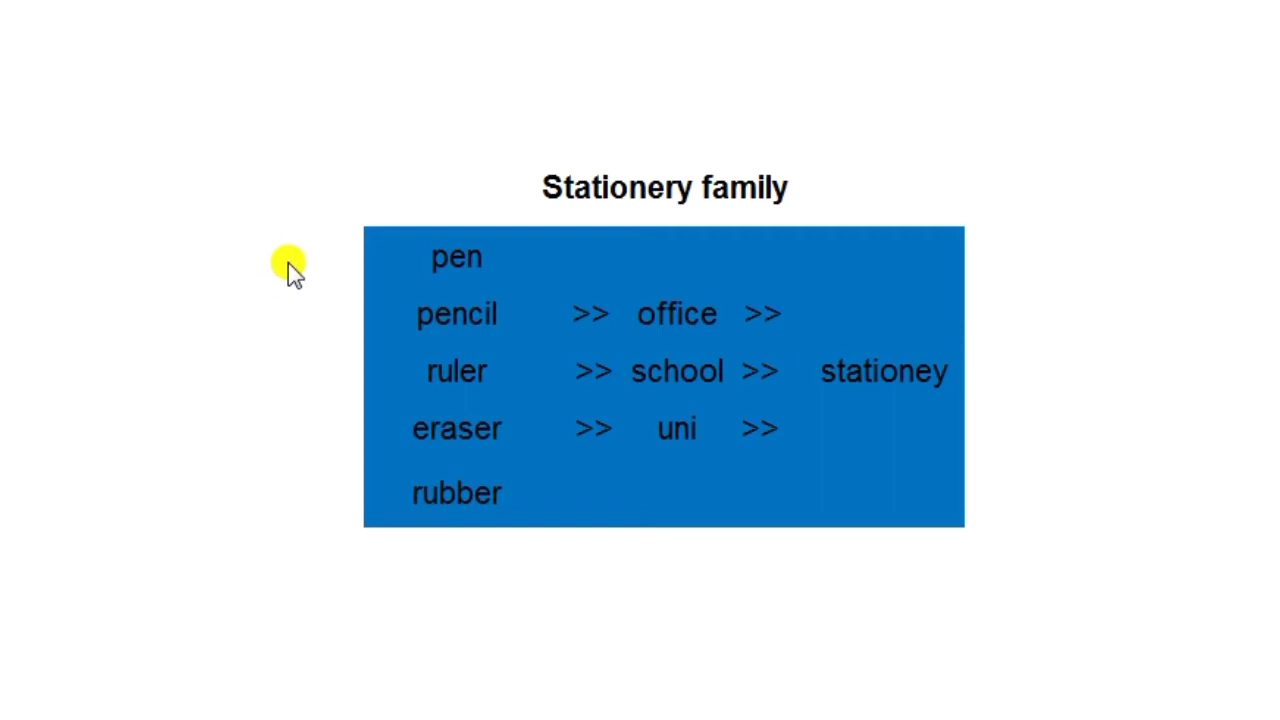 Stationery family
pen
pencil >> office >>
ruler >> school >> stationey
eraser >> uni >>
rubber